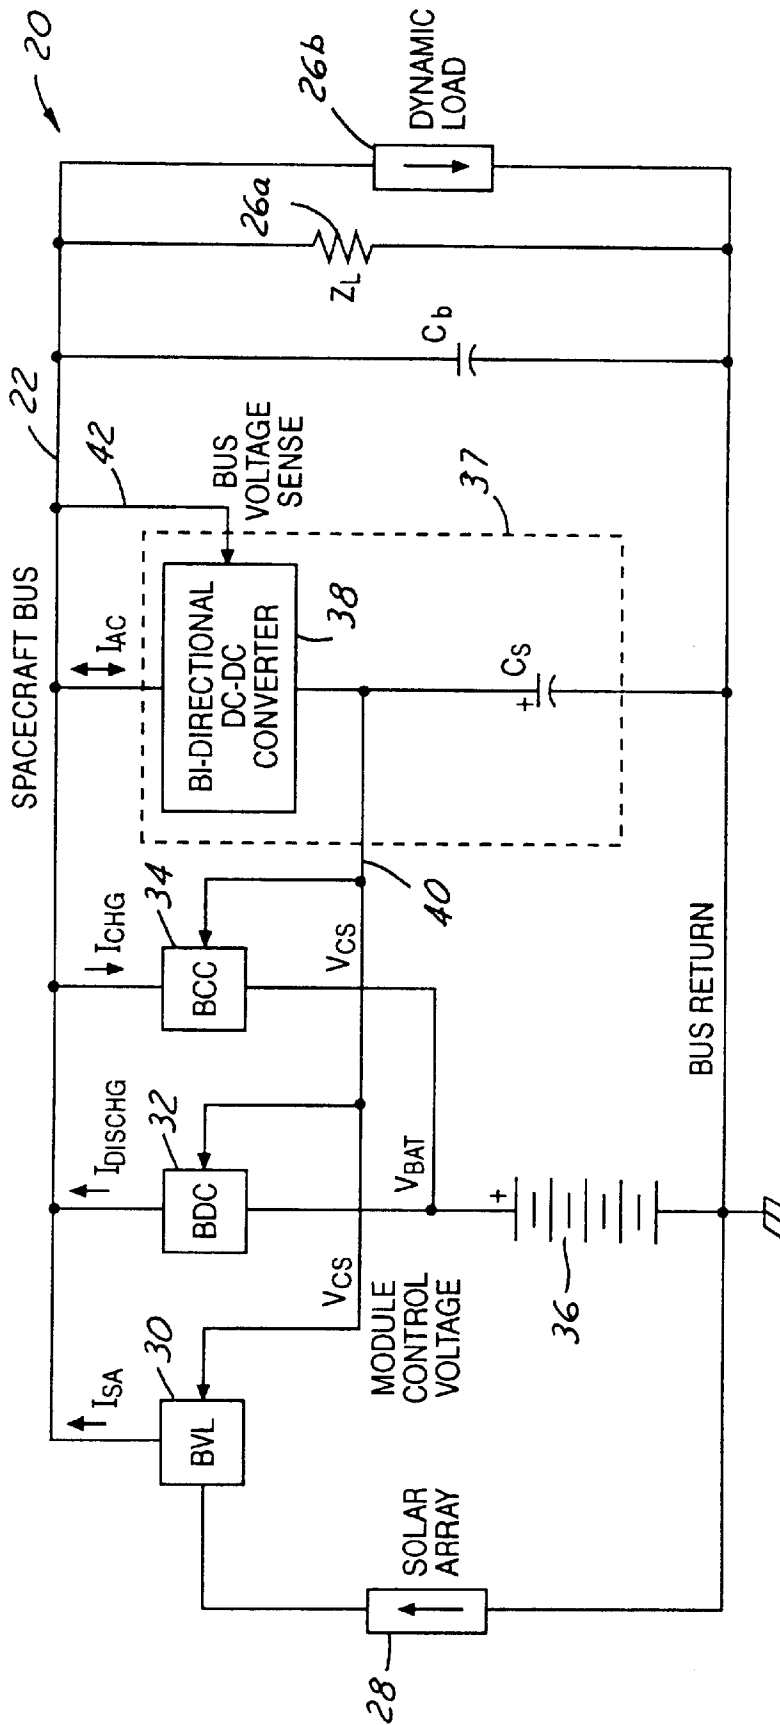 20
SPACECRAFT BUS
22
42
I_SA
I_DISCHG
I_CHG
I_AC
30
32
34
BVL
BDC
BCC
BI-DIRECTIONAL
DC-DC
CONVERTER
38
BUS
VOLTAGE
SENSE
26a
Z_L
26b
DYNAMIC
LOAD
V_CS
V_CS
40
37
MODULE
CONTROL
VOLTAGE
V_BAT
C_b
+
C_S
SOLAR
ARRAY
28
+
36
BUS RETURN